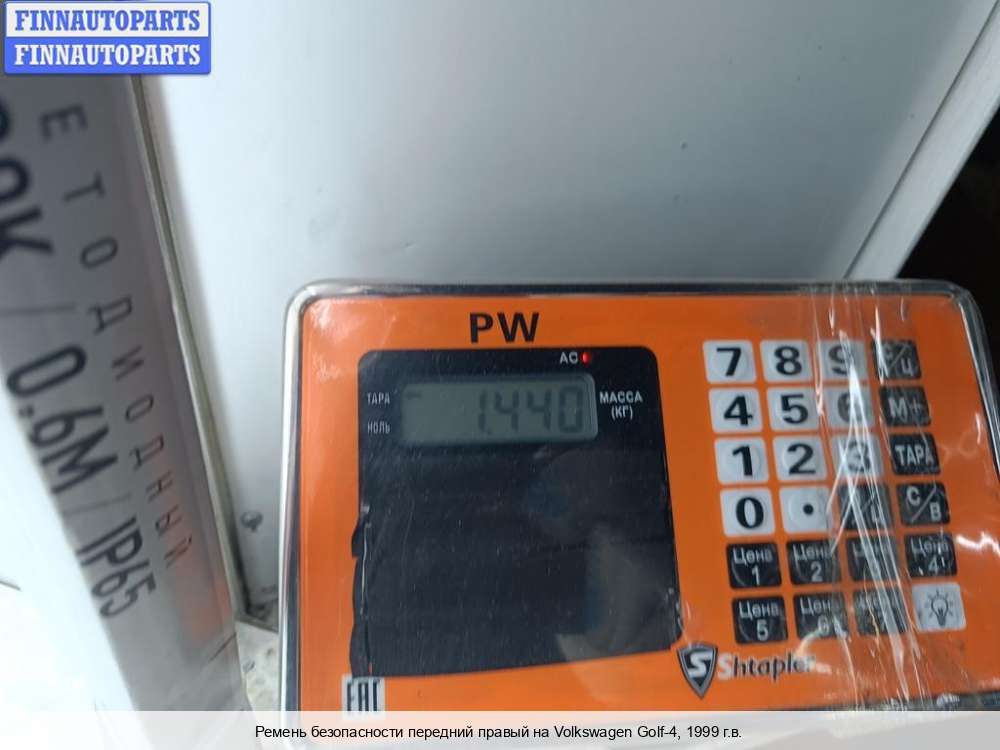 FINNAUTOPARTS
FINNAUTOPARTS
ЕТОДИОДНЫЙ
/ 0.6М / IP65
PW
AC
ТАРА
НОЛЬ
1.440
МАССА
(КГ)
7 8 9
4 5 6 М+
1 2 3 ТАРА
0 . С/В
Цена 1 Цена 2 Цена 4
Цена 5 Цена
Shtapler
EAC
Ремень безопасности передний правый на Volkswagen Golf-4, 1999 г.в.